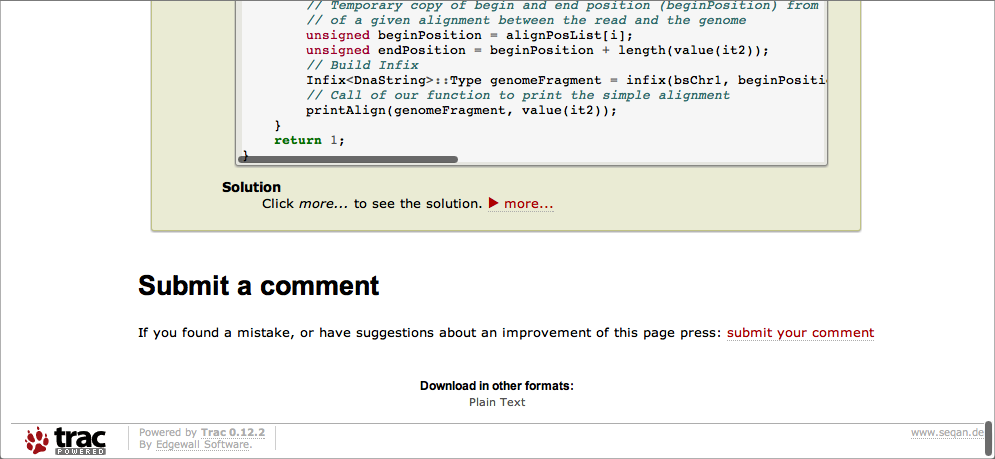 // Temporary copy of begin and end position (beginPosition) from
// of a given alignment between the read and the genome
unsigned beginPosition = alignPosList[i];
unsigned endPosition = beginPosition + length(value(it2));
// Build Infix
Infix<DnaString>::Type genomeFragment = infix(bsChr1, beginPositi
// Call of our function to print the simple alignment
printAlign(genomeFragment, value(it2));
}
return 1;
}
Solution
Click more... to see the solution. ▶ more...
Submit a comment
If you found a mistake, or have suggestions about an improvement of this page press: submit your comment
Download in other formats:
Plain Text
trac
POWERED
Powered by Trac 0.12.2
By Edgewall Software.
www.seqan.de